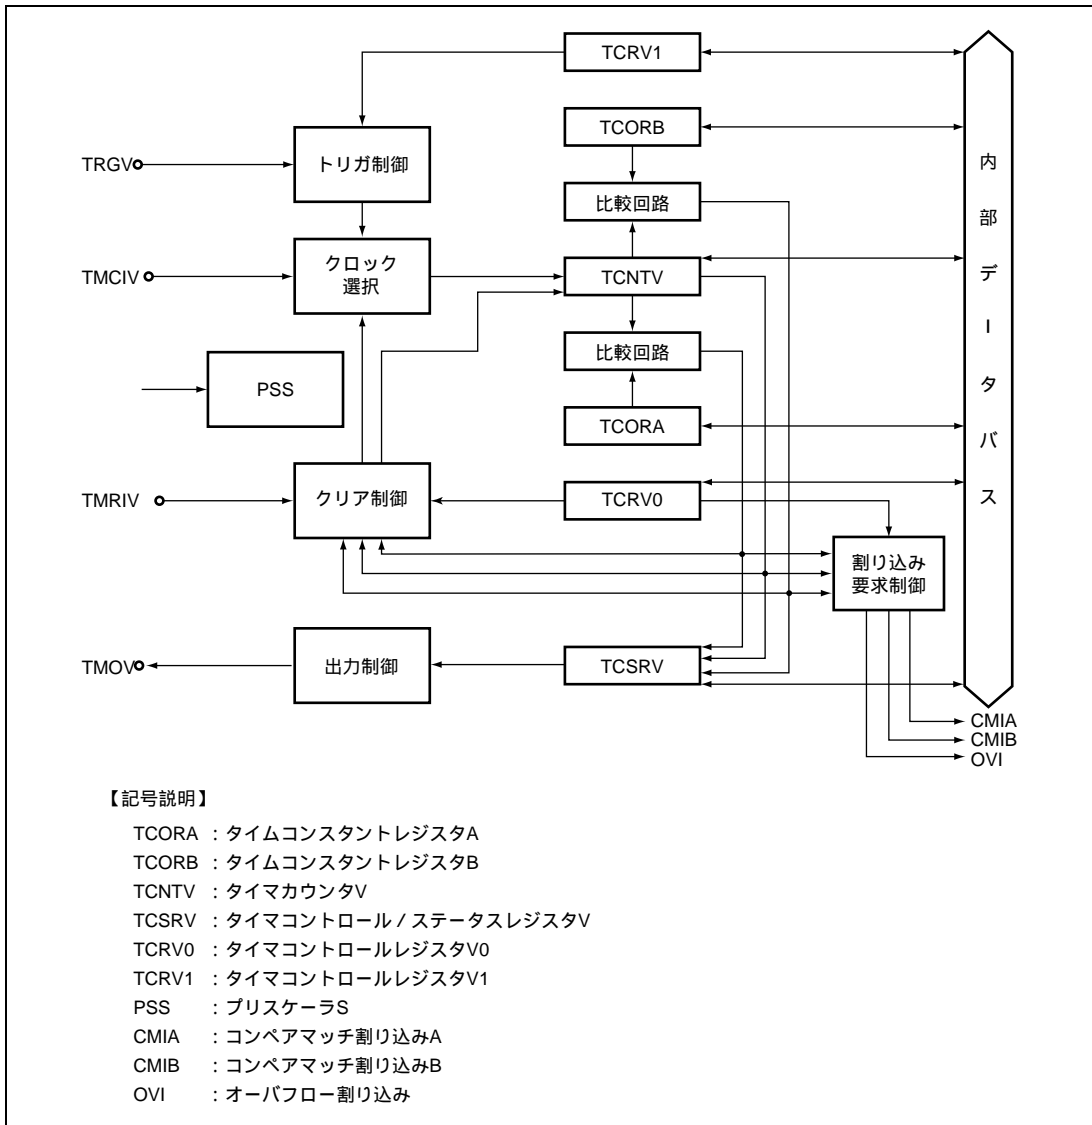 TCRV1
TCORB
TRGV
トリガ制御
比較回路
TMCIV
クロック
選択
TCNTV
比較回路
PSS
TCORA
TMRIV
クリア制御
TCRV0
割り込み
要求制御
TMOV
出力制御
TCSRV
内部データバス
CMIA
CMIB
OVI
【記号説明】
TCORA : タイムコンスタントレジスタA
TCORB : タイムコンスタントレジスタB
TCNTV : タイマカウンタV
TCSRV : タイマコントロール / ステータスレジスタV
TCRV0 : タイマコントロールレジスタV0
TCRV1 : タイマコントロールレジスタV1
PSS : プリスケーラS
CMIA : コンペアマッチ割り込みA
CMIB : コンペアマッチ割り込みB
OVI : オーバフロー割り込み